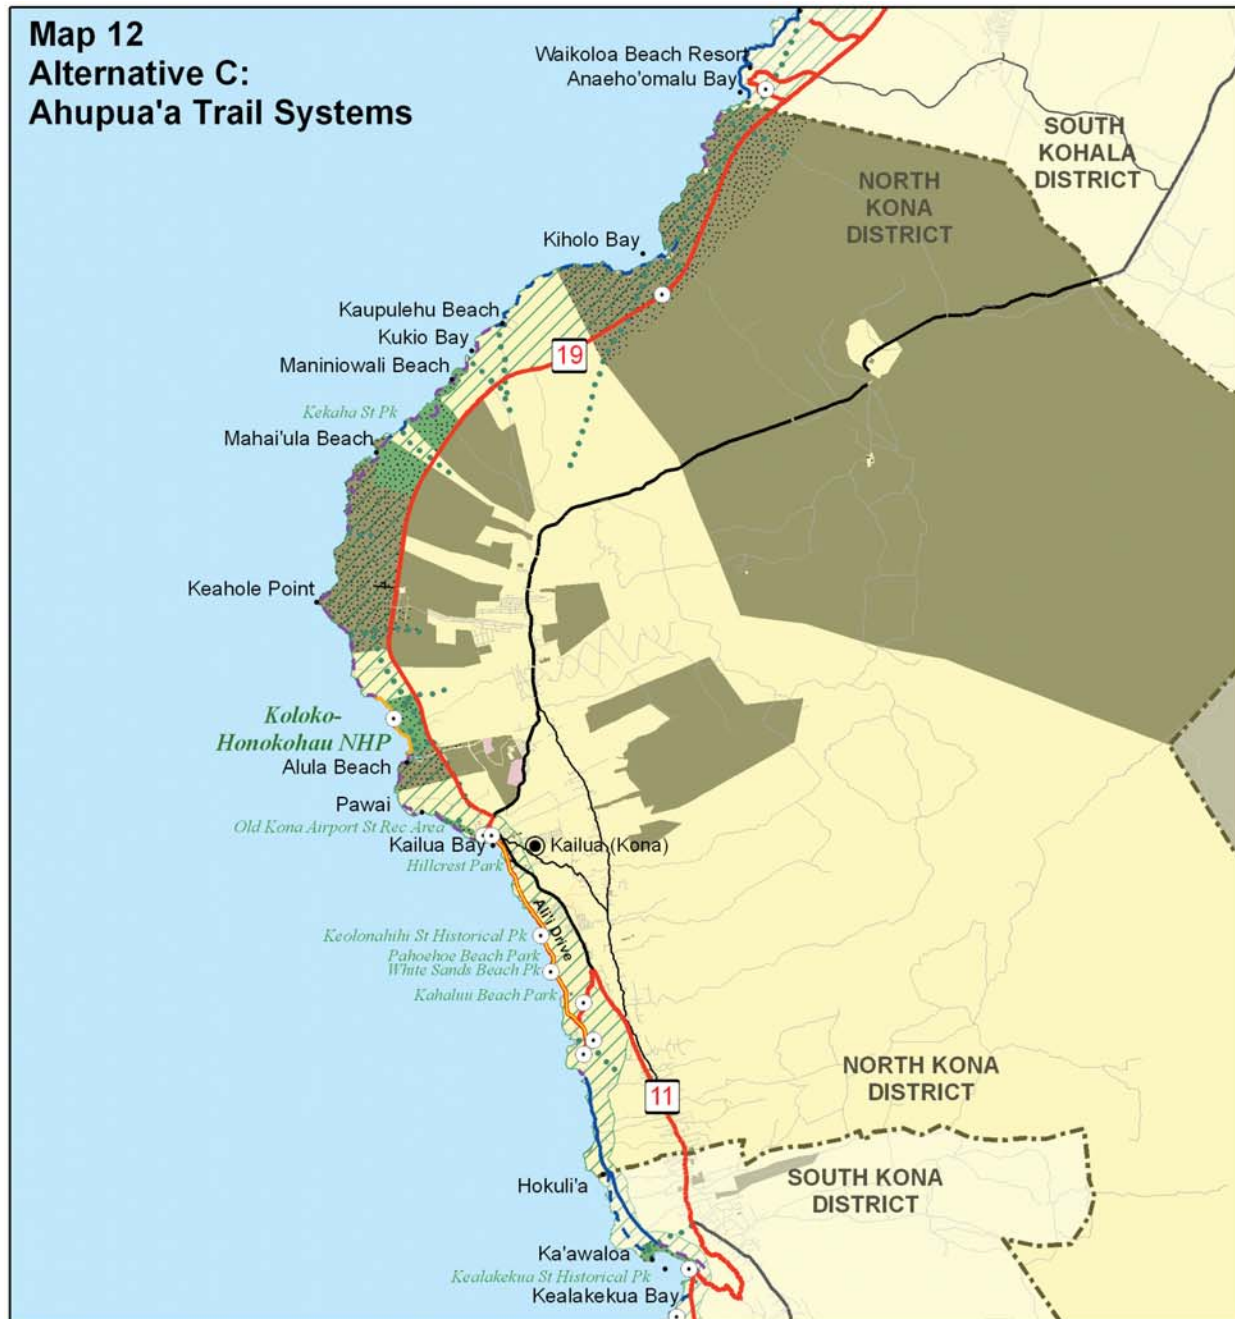 Map 12
Alternative C:
Ahupua'a Trail Systems
Waikoloa Beach Resort
Anaeho'omalu Bay
SOUTH
KOHALA
DISTRICT
NORTH
KONA
DISTRICT
Kiholo Bay
Kaupulehu Beach
Kukio Bay
19
Maniniowali Beach
Kekaha St Pk
Mahai'ula Beach
Keahole Point
Koloko-
Honokohau NHP
Alula Beach
Pawai
Old Kona Airport St Rec Area
Kailua Bay
Kailua (Kona)
Hillcrest Park
Ali'i Drive
Keolonahihi St Historical Pk
Pahoehoe Beach Park
White Sands Beach Pk
Kahaluu Beach Park
NORTH KONA
DISTRICT
11
SOUTH KONA
DISTRICT
Hokuli'a
Ka'awaloa
Kealakekua St Historical Pk
Kealakekua Bay